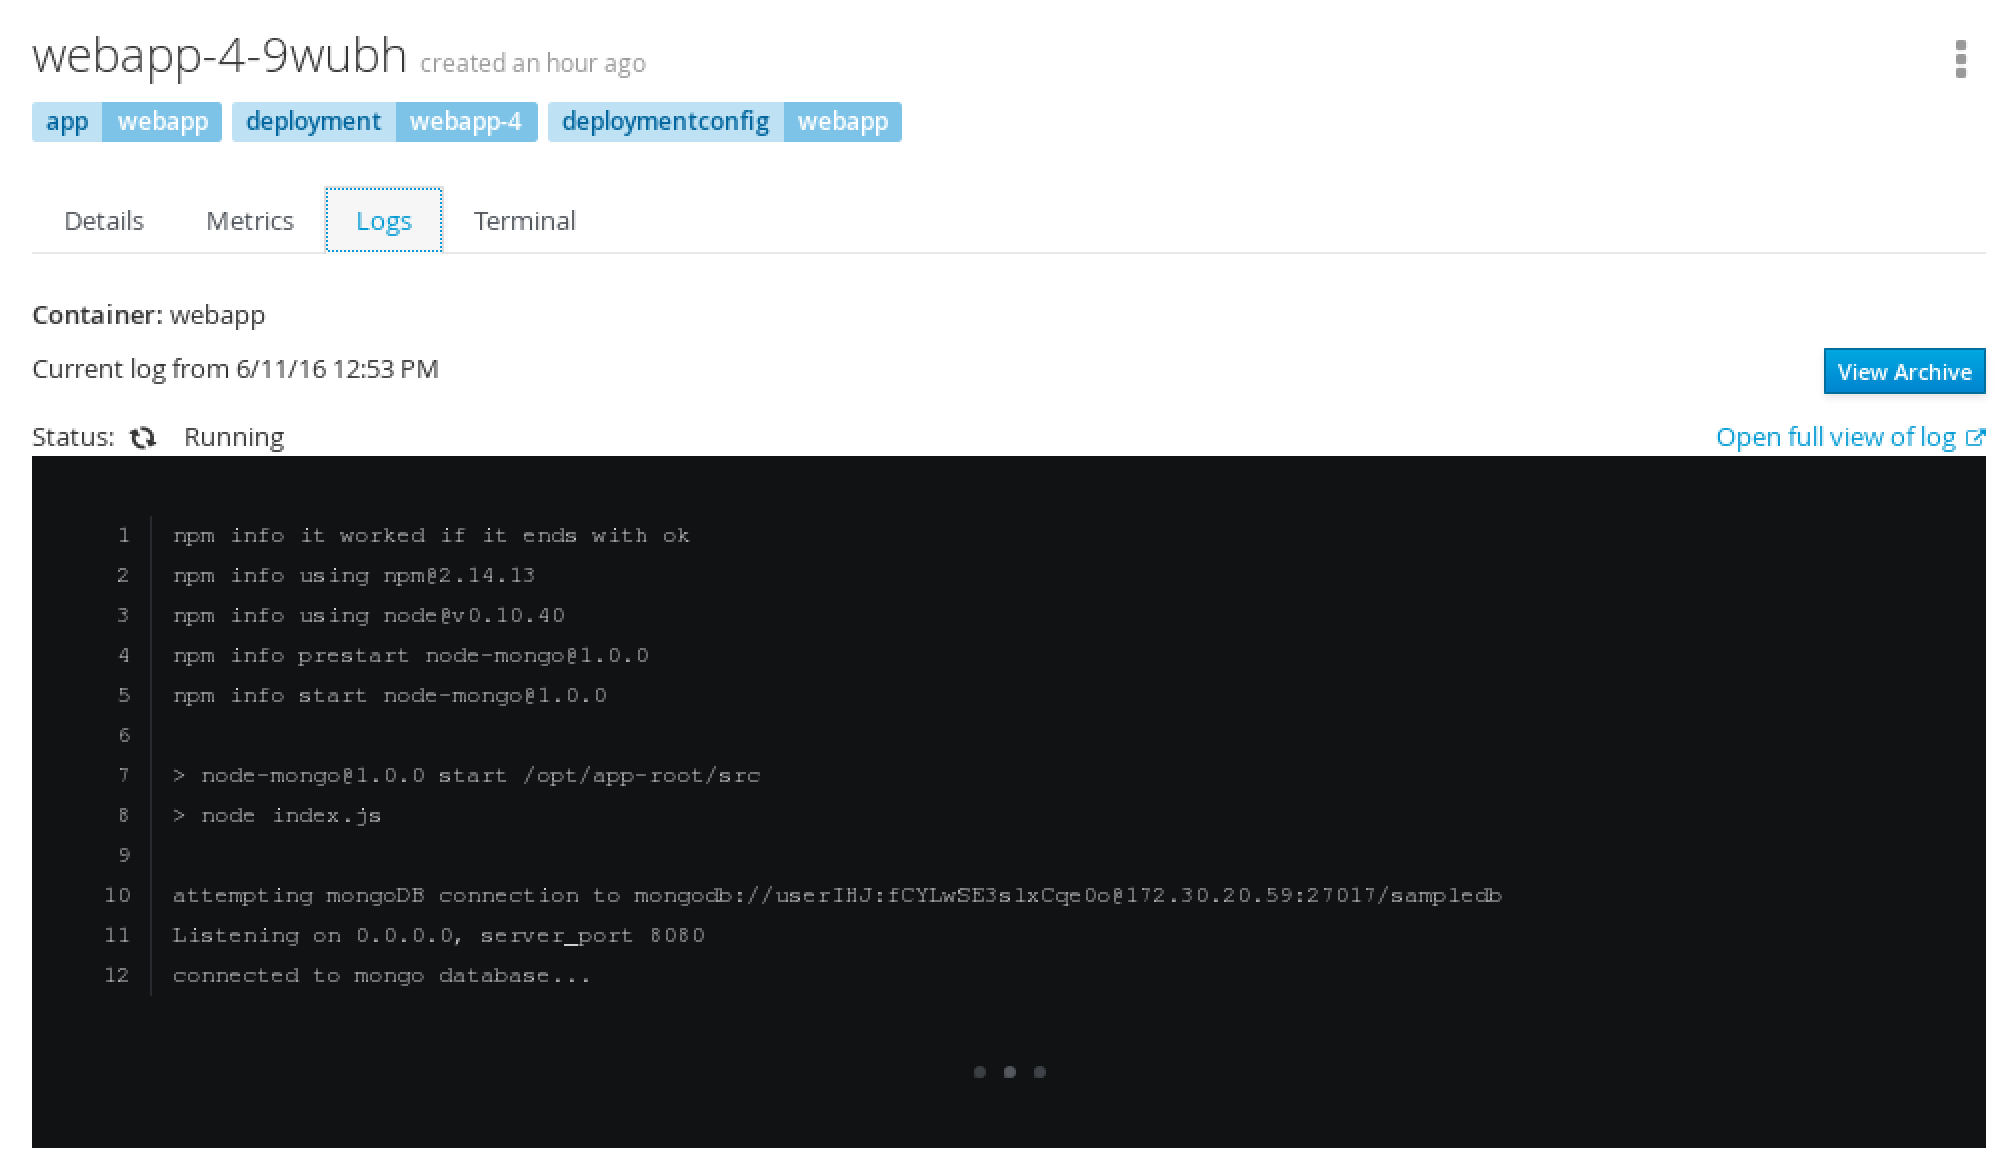 webapp-4-9wubh created an hour ago
app webapp deployment webapp-4 deploymentconfig webapp
Details Metrics Logs Terminal
Container: webapp
Current log from 6/11/16 12:53 PM View Archive
Status: Running Open full view of log
1 npm info it worked if it ends with ok
2 npm info using npm@2.14.13
3 npm info using node@v0.10.40
4 npm info prestart node-mongo@1.0.0
5 npm info start node-mongo@1.0.0
6
7 > node-mongo@1.0.0 start /opt/app-root/src
8 > node index.js
9
10 attempting mongoDB connection to mongodb://userIHJ:fCYLwSE3slxCqe0o@172.30.20.59:27017/sampledb
11 Listening on 0.0.0.0, server_port 8080
12 connected to mongo database...